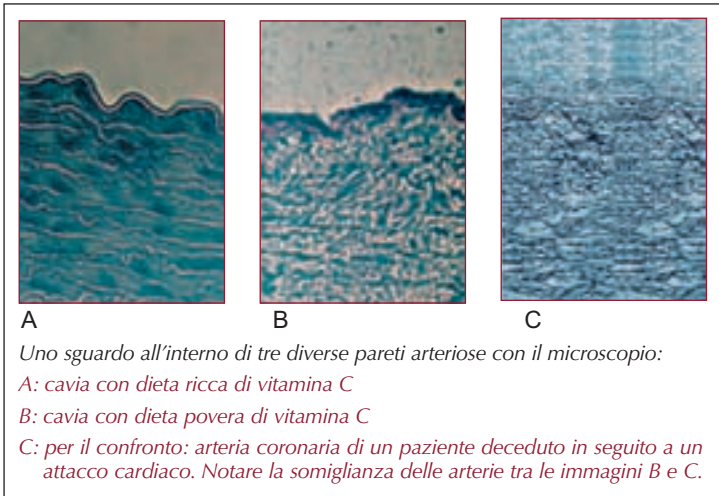 A B C
Uno sguardo all'interno di tre diverse pareti arteriose con il microscopio:
A: cavia con dieta ricca di vitamina C
B: cavia con dieta povera di vitamina C
C: per il confronto: arteria coronaria di un paziente deceduto in seguito a un
attacco cardiaco. Notare la somiglianza delle arterie tra le immagini B e C.